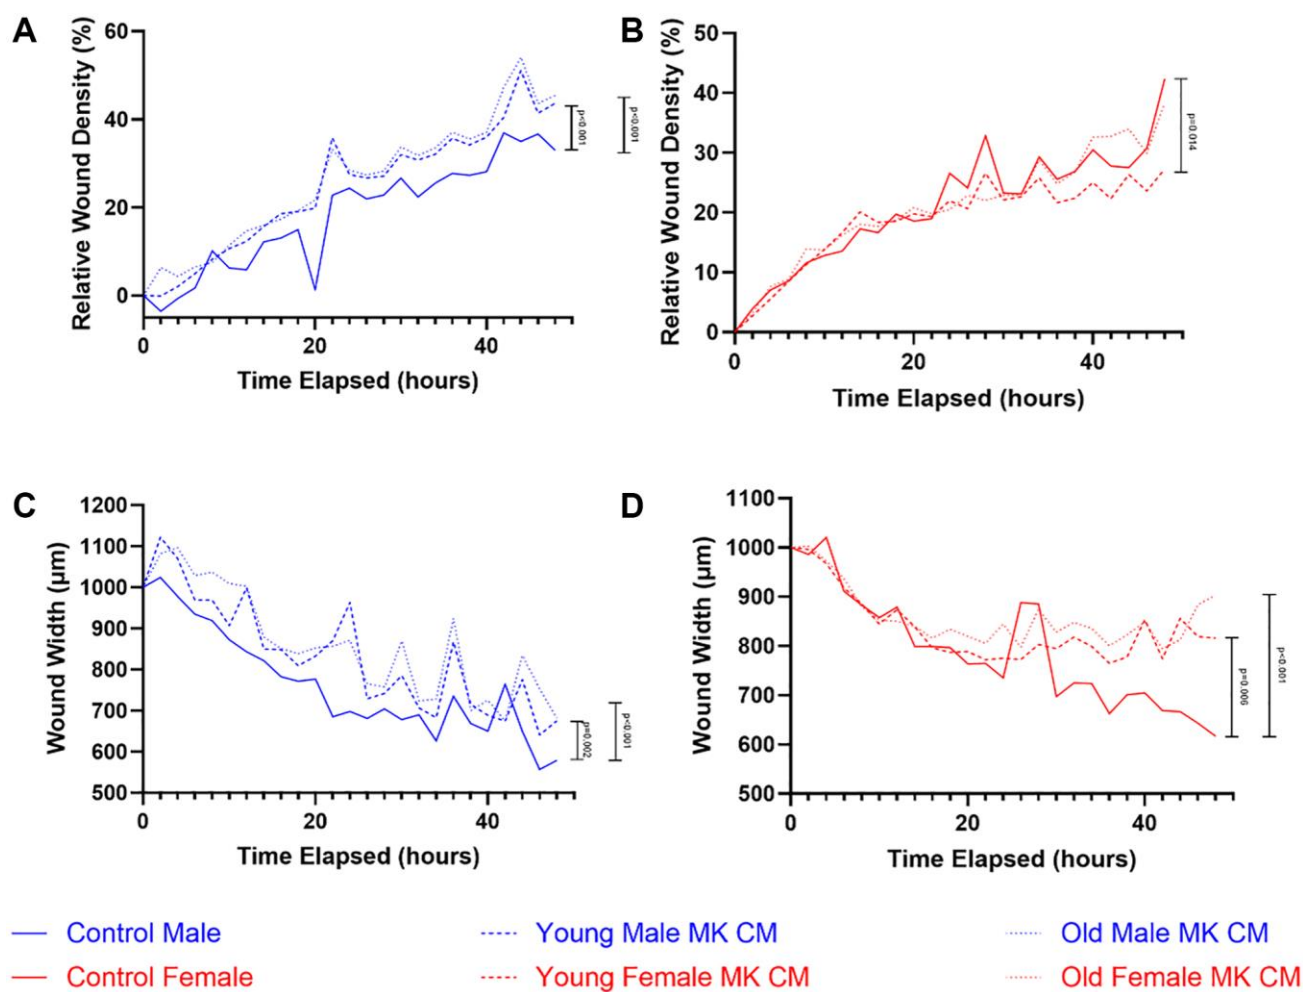 A
Relative Wound Density (%)
60
40
20
0
0 20 40
Time Elapsed (hours)
p<0.001
p<0.001
B
Relative Wound Density (%)
50
40
30
20
10
0
0 20 40
Time Elapsed (hours)
p=0.014
C
Wound Width (µm)
1200
1100
1000
900
800
700
600
500
0 20 40
Time Elapsed (hours)
p=0.002
p<0.001
D
Wound Width (µm)
1100
1000
900
800
700
600
500
0 20 40
Time Elapsed (hours)
p=0.006
p<0.001
Control Male Young Male MK CM Old Male MK CM
Control Female Young Female MK CM Old Female MK CM